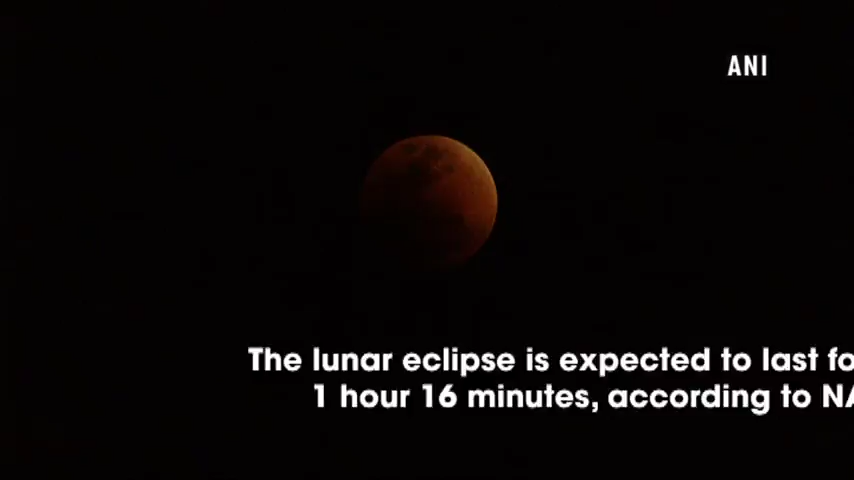 ANI
The lunar eclipse is expected to last fo
1 hour 16 minutes, according to NA